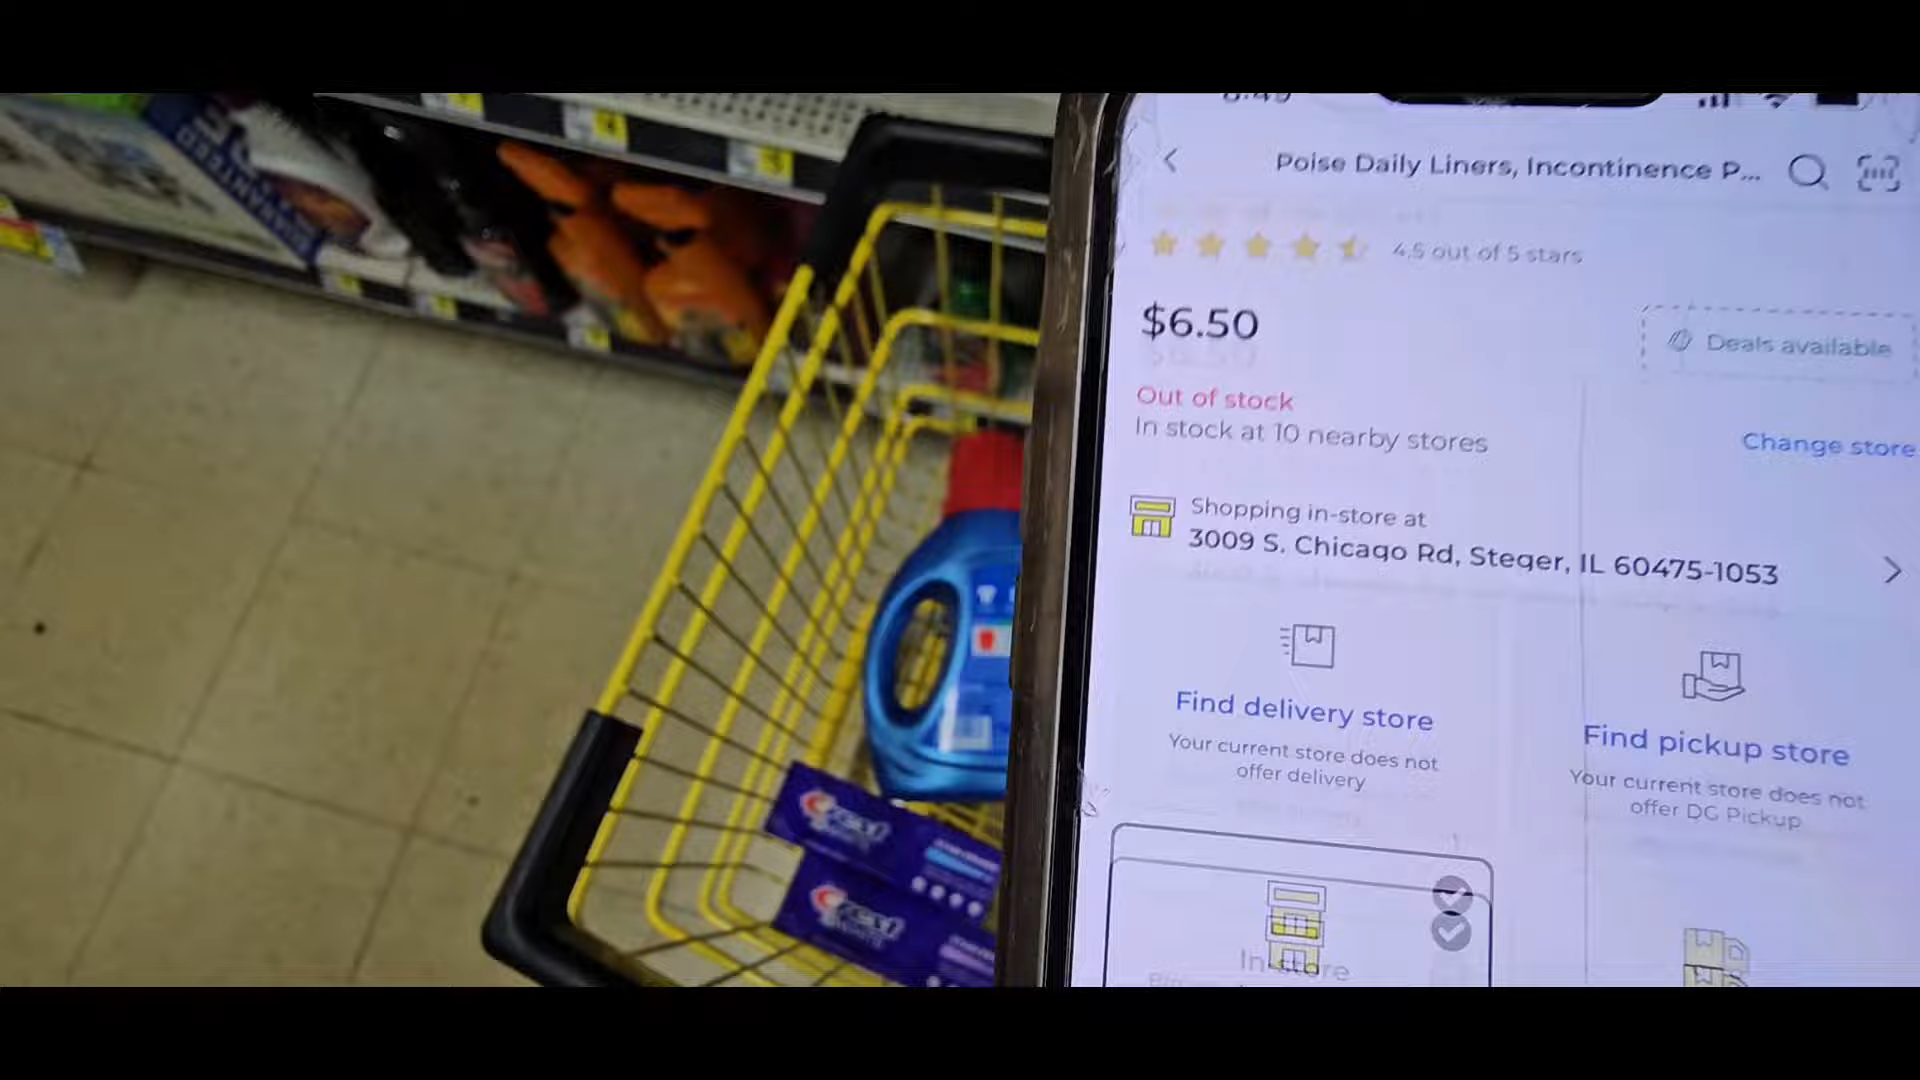 GUARANTEED
Poise Daily Liners, Incontinence P...
4.5 out of 5 stars
$6.50
Deals available
Out of stock
In stock at 10 nearby stores
Change store
Shopping in-store at
3009 S. Chicago Rd, Steger, IL 60475-1053
Find delivery store
Your current store does not
offer delivery
Find pickup store
Your current store does not
offer DG Pickup
In-store
Crest
Crest